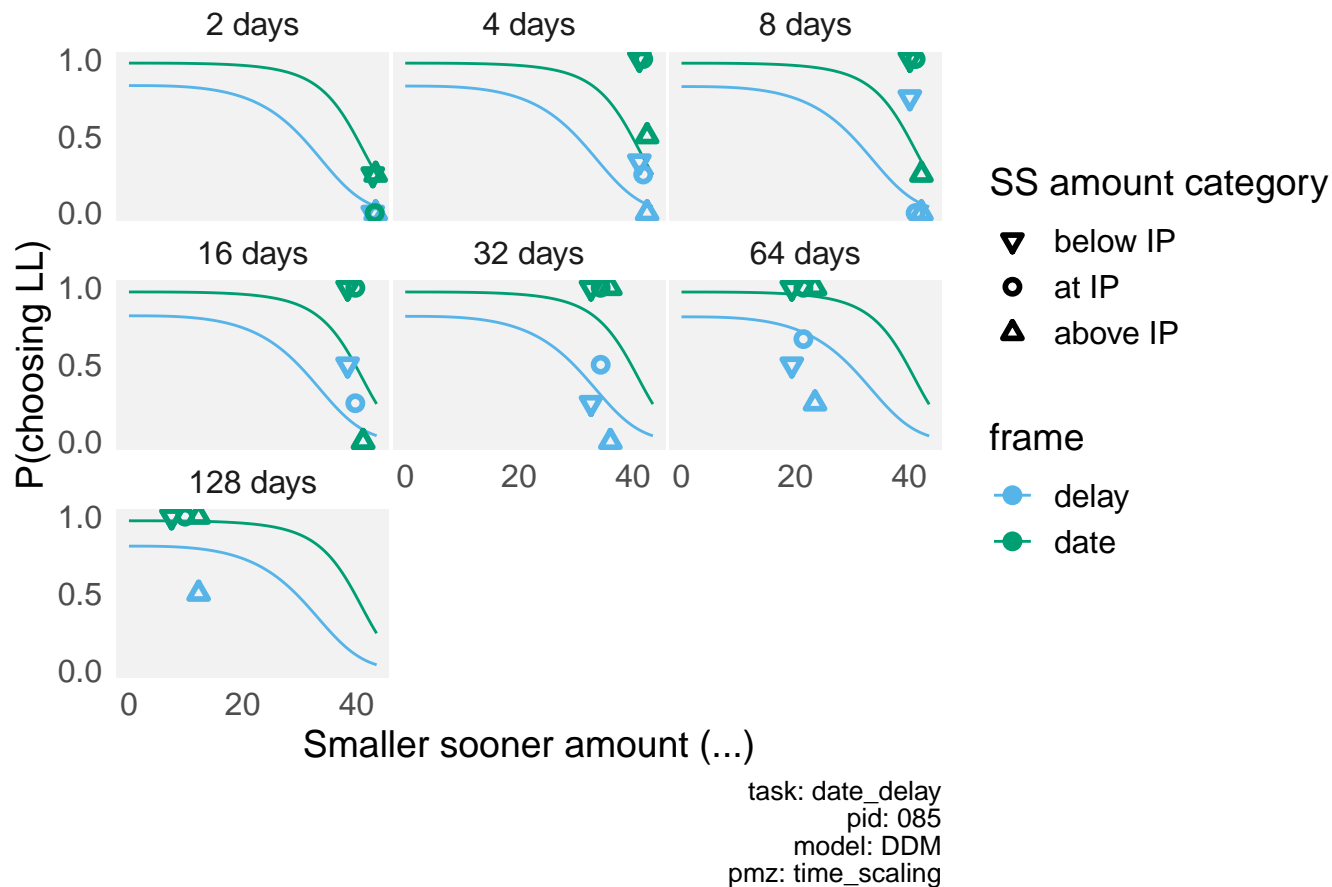 2 days
4 days
8 days
1.0
0.5
0.0
16 days
32 days
64 days
1.0
0.5
0.0
0
20
40
0
20
40
128 days
1.0
0.5
0.0
0
20
40
P(choosing LL)
Smaller sooner amount (...)
SS amount category
below IP
at IP
above IP
frame
delay
date
task: date_delay
pid: 085
model: DDM
pmz: time_scaling